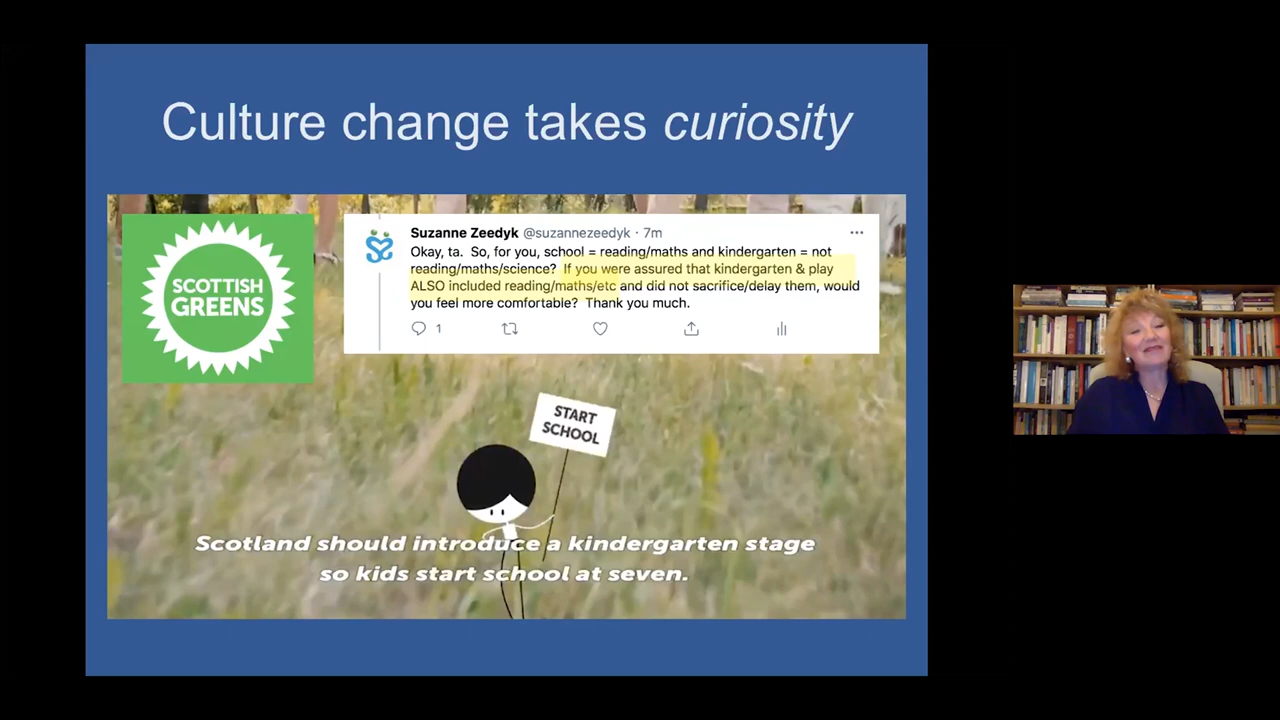 Culture change takes curiosity
SCOTTISH
GREENS
Suzanne Zeedyk @suzannezeedyk · 7m
Okay, ta. So, for you, school = reading/maths and kindergarten = not
reading/maths/science? If you were assured that kindergarten & play
ALSO included reading/maths/etc and did not sacrifice/delay them, would
you feel more comfortable? Thank you much.
1
START
SCHOOL
Scotland should introduce a kindergarten stage
so kids start school at seven.